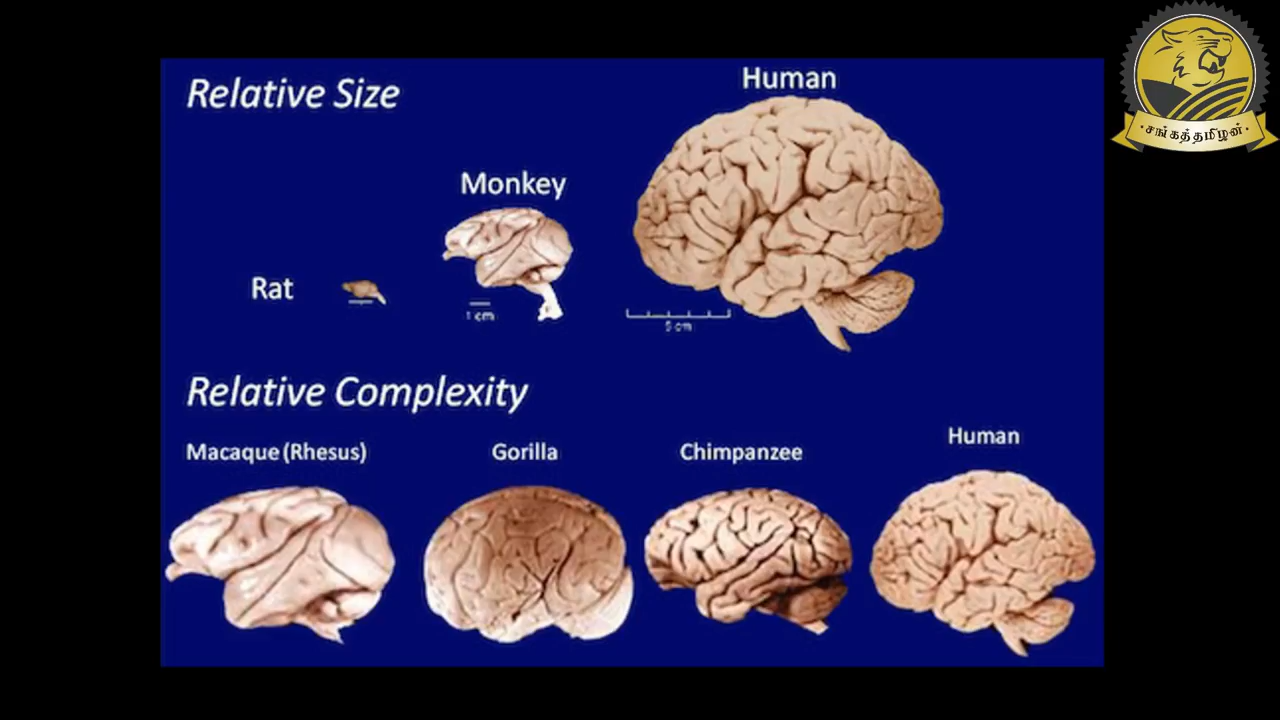 Relative Size
Human
Monkey
Rat
1 cm
5 cm
Relative Complexity
Macaque (Rhesus)
Gorilla
Chimpanzee
Human
·சங்கத்தமிழன்·